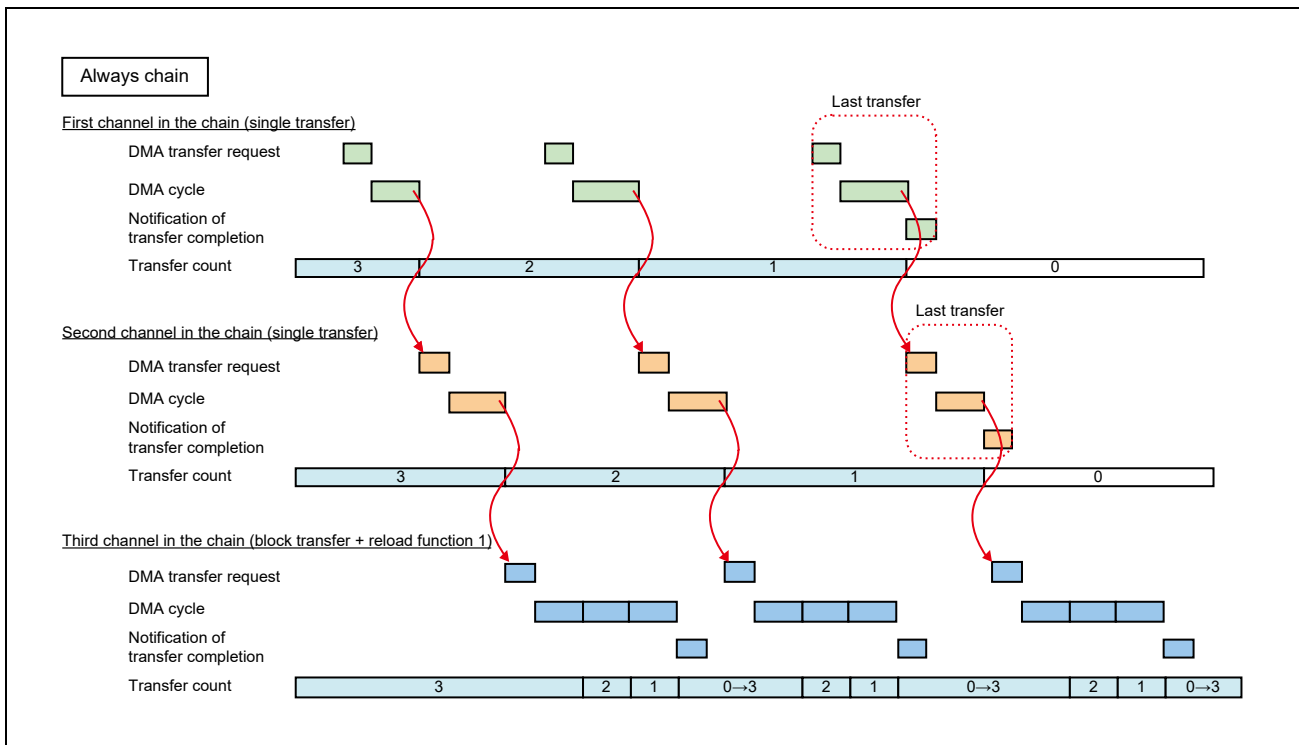 Always chain
Last transfer
First channel in the chain (single transfer)
DMA transfer request
DMA cycle
Notification of
transfer completion
Transfer count
3
2
1
0
Last transfer
Second channel in the chain (single transfer)
DMA transfer request
DMA cycle
Notification of
transfer completion
Transfer count
3
2
1
0
Third channel in the chain (block transfer + reload function 1)
DMA transfer request
DMA cycle
Notification of
transfer completion
Transfer count
3
2
1
0→3
2
1
0→3
2
1
0→3